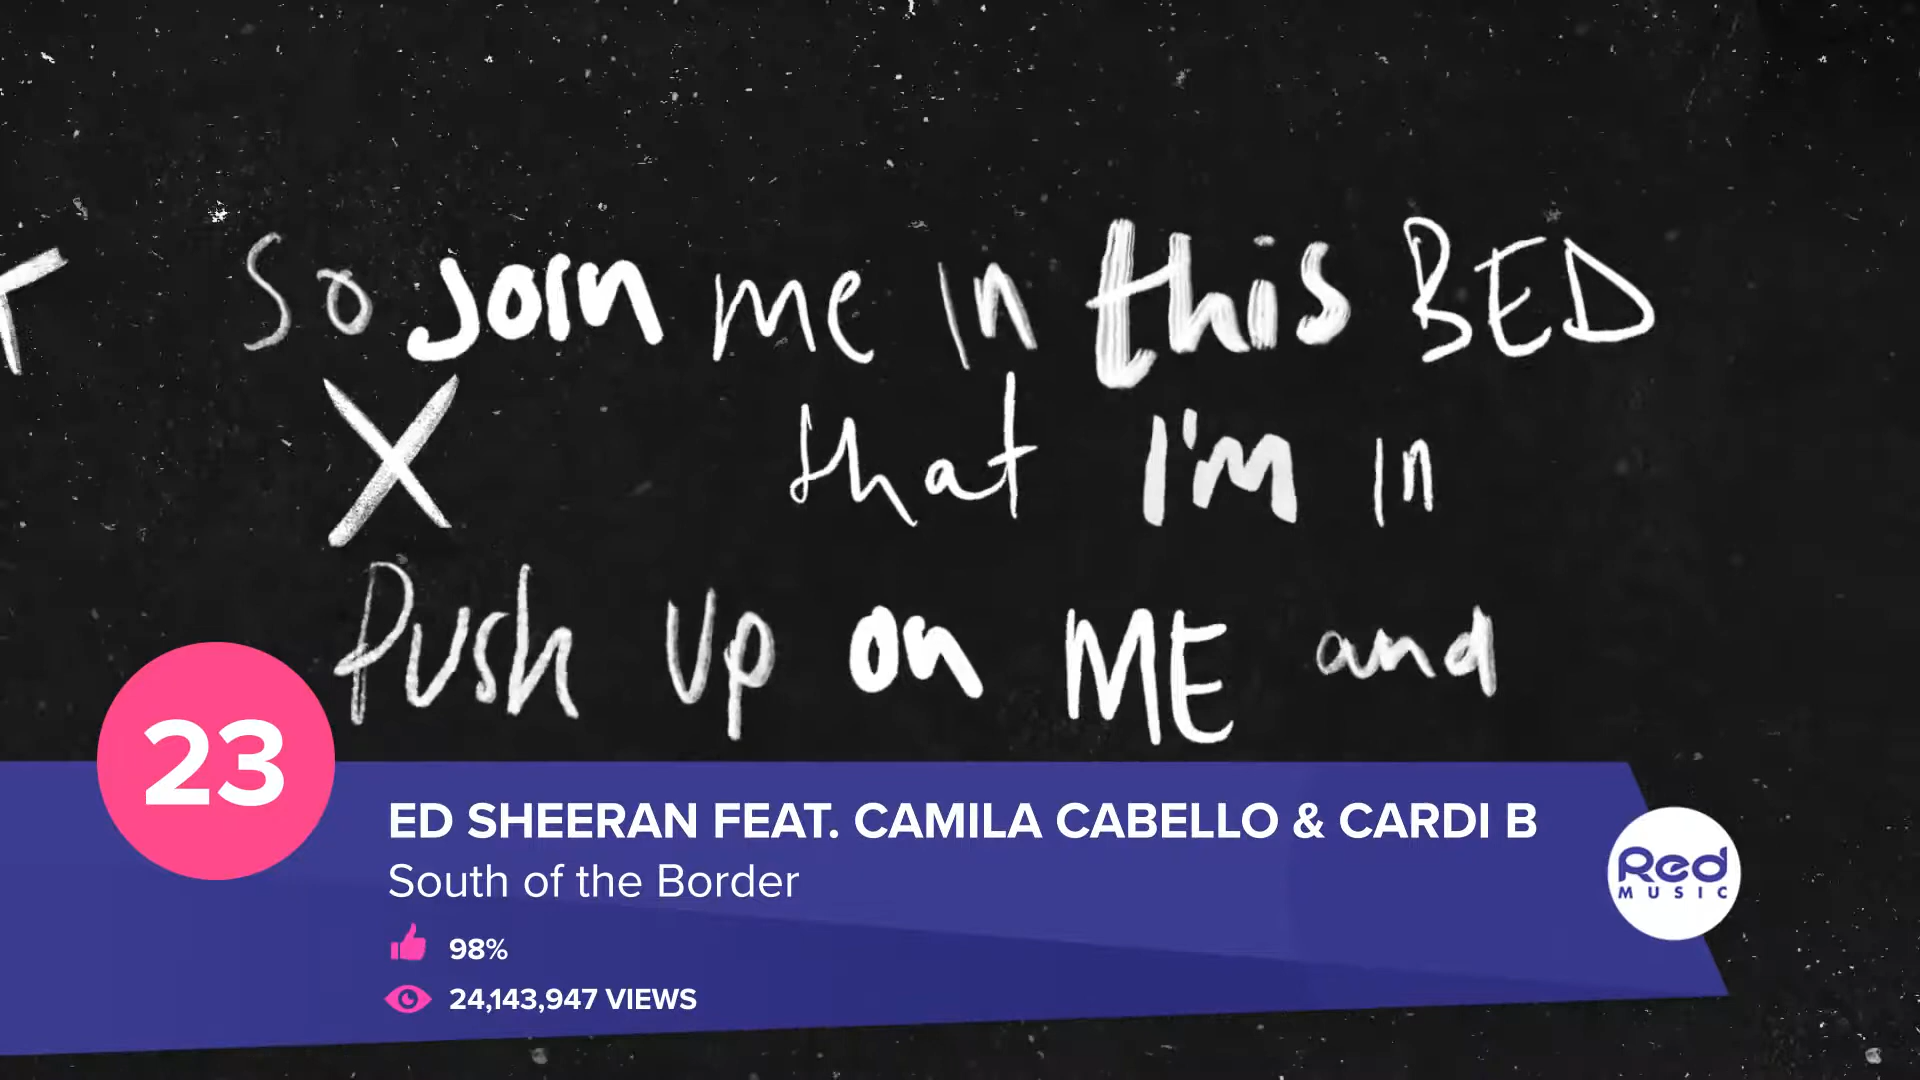 T So Join me in this BED
X that I'm in
Push Up on ME and
23
ED SHEERAN FEAT. CAMILA CABELLO & CARDI B
South of the Border
98%
24,143,947 VIEWS
Red
MUSIC